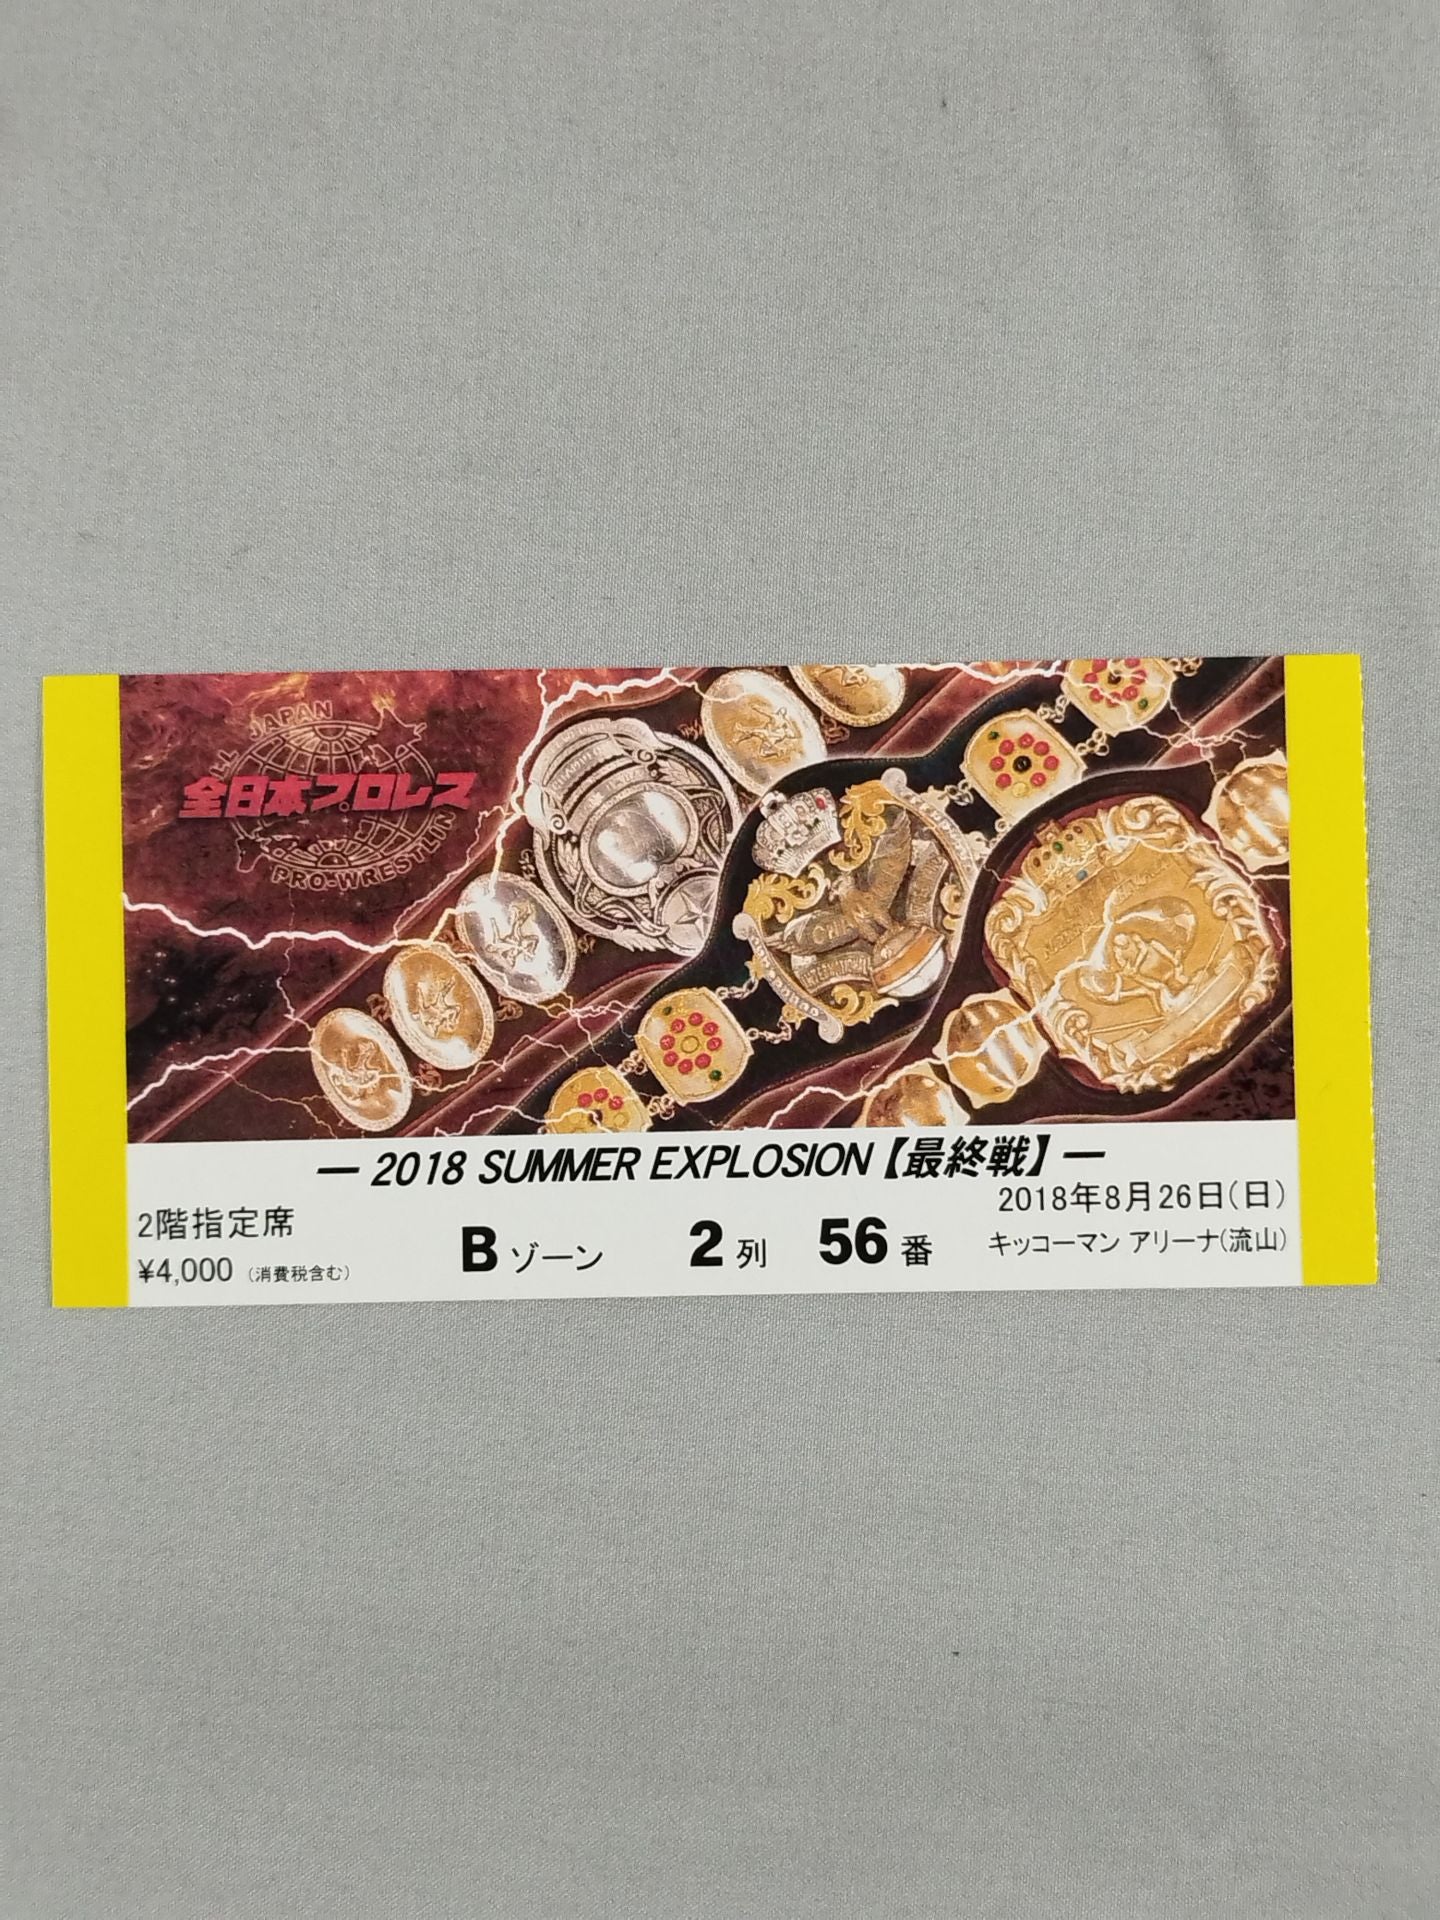 ALL JAPAN
全日本プロレス
PRO-WRESTLING
— 2018 SUMMER EXPLOSION【最終戦】—
2階指定席
¥4,000 (消費税含む)
B ゾーン 2 列 56 番
2018年8月26日(日)
キッコーマン アリーナ(流山)